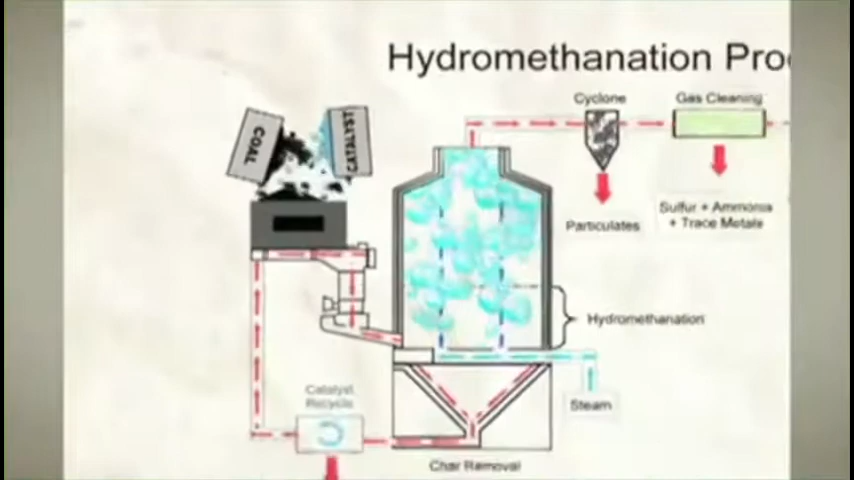 Hydromethanation Pro
Cyclone
Gas Cleaning
COAL
CATALYST
Sulfur + Ammonia
+ Trace Metals
Particulates
Hydromethanation
Catalyst
Recycle
Steam
Char Removal